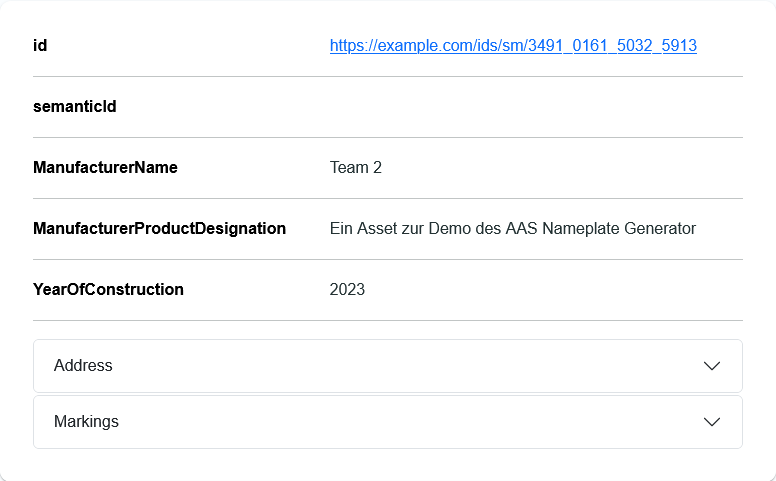 id https://example.com/ids/sm/3491_0161_5032_5913
semanticId
ManufacturerName Team 2
ManufacturerProductDesignation Ein Asset zur Demo des AAS Nameplate Generator
YearOfConstruction 2023
Address
Markings